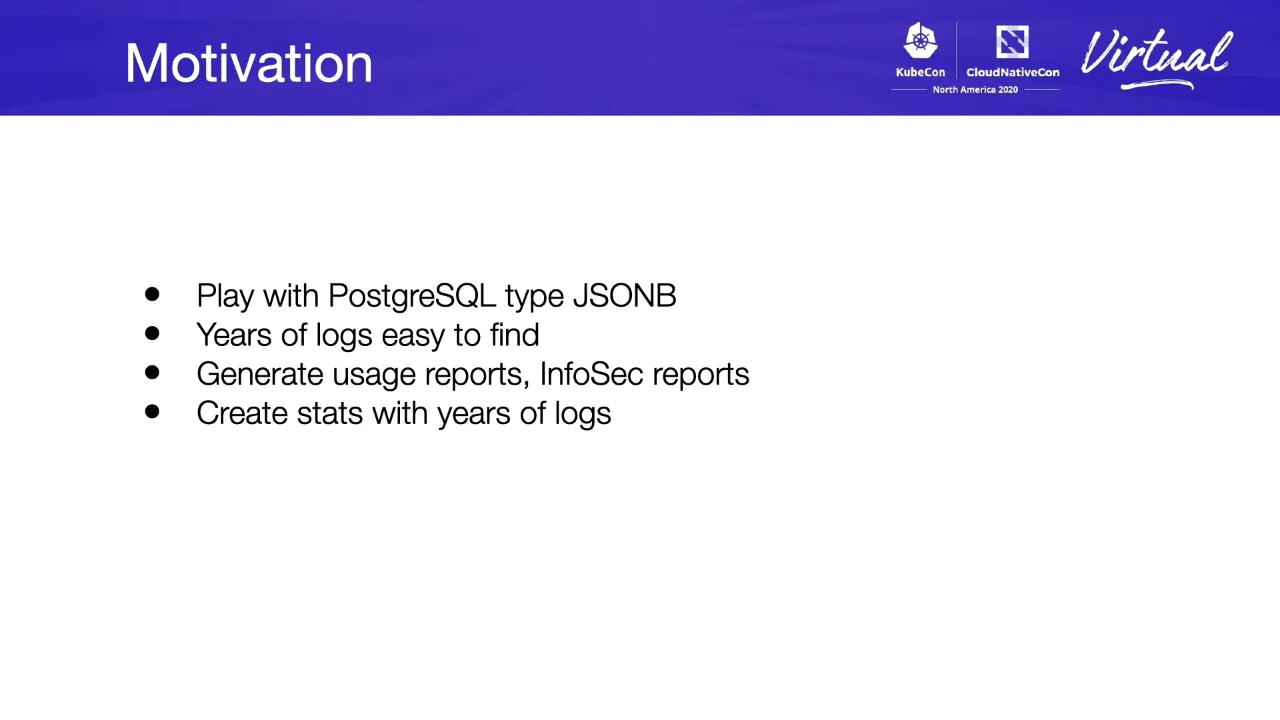 Motivation
KubeCon
CloudNativeCon
North America 2020
Virtual
● Play with PostgreSQL type JSONB
● Years of logs easy to find
● Generate usage reports, InfoSec reports
● Create stats with years of logs